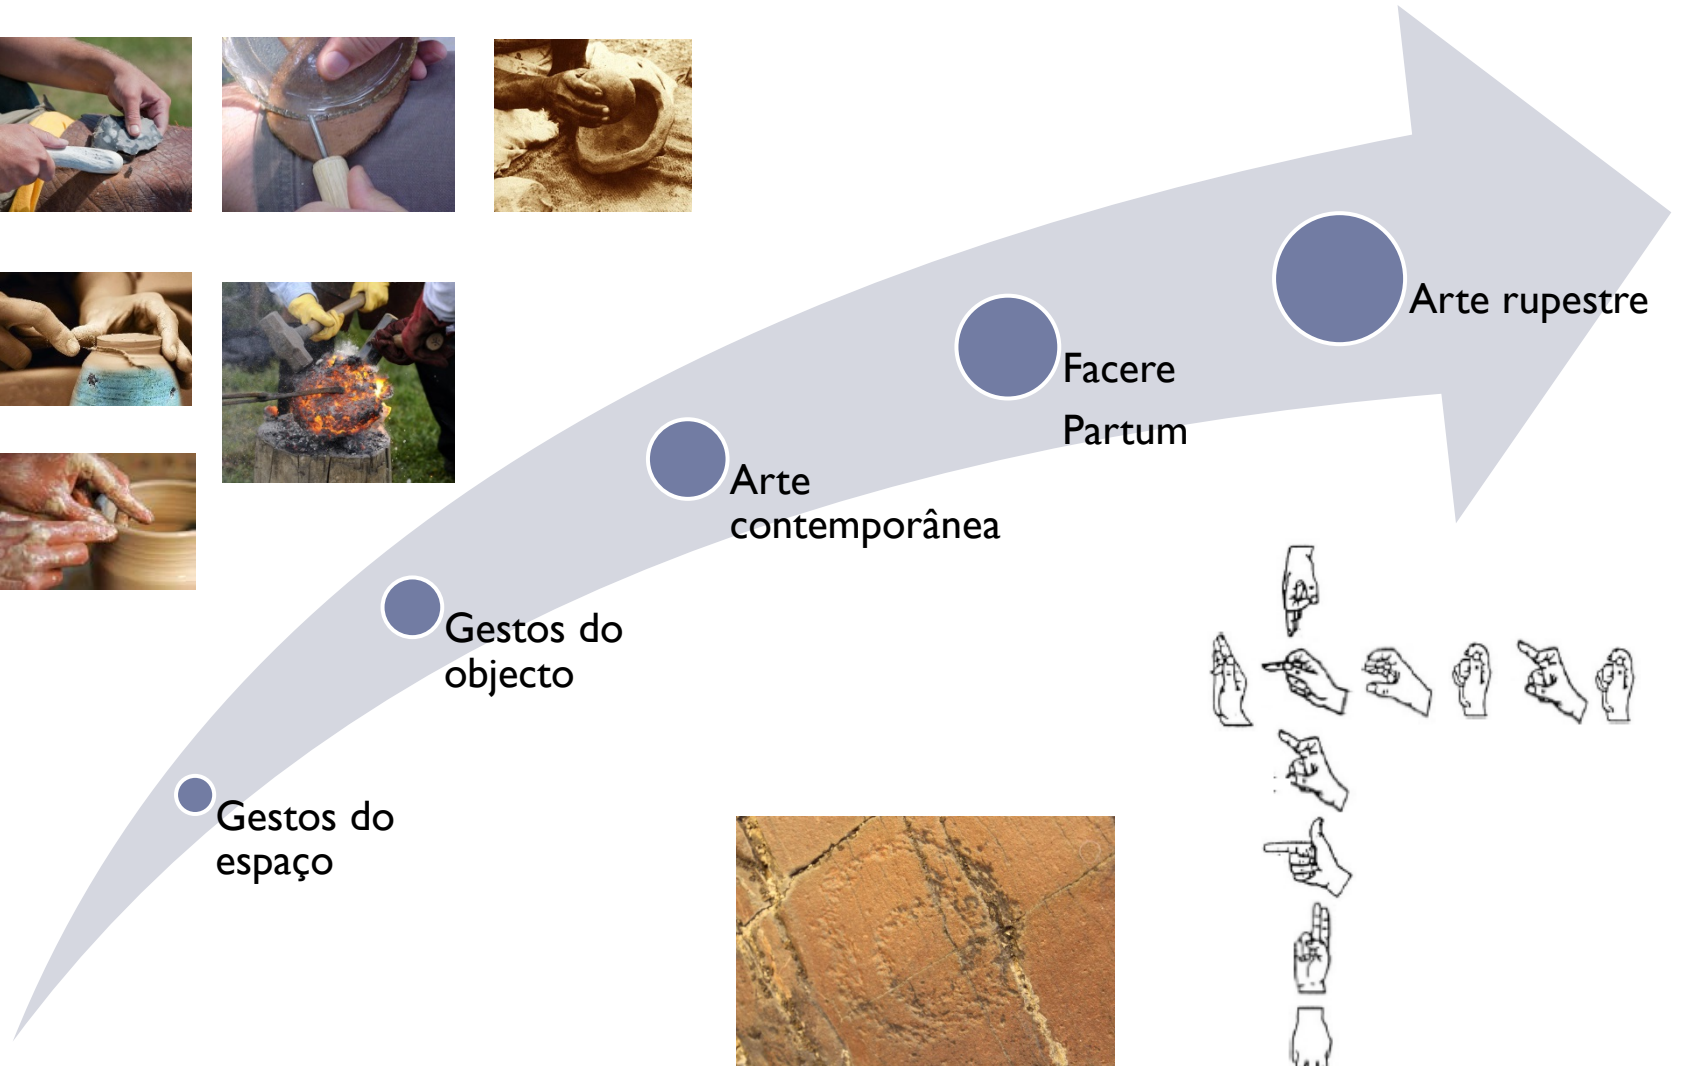 Arte rupestre
Facere
Partum
Arte
contemporânea
Gestos do
objecto
Gestos do
espaço